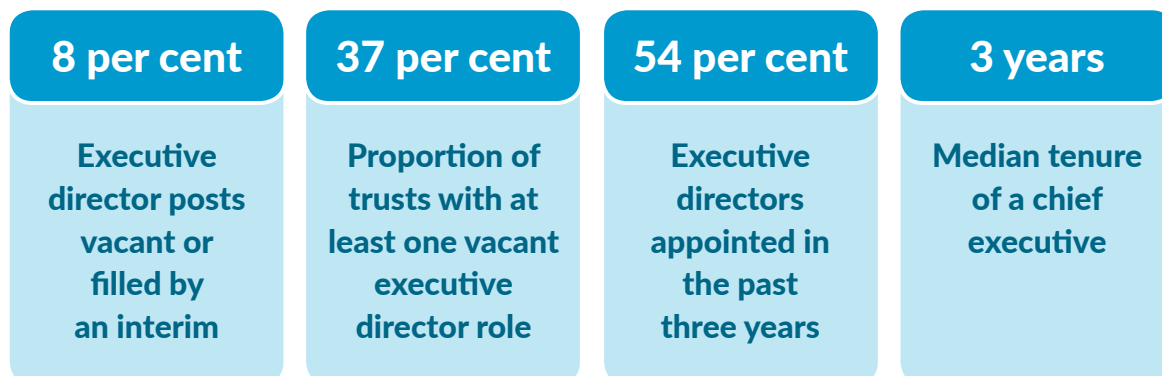 8 per cent
Executive
director posts
vacant or
filled by
an interim
37 per cent
Proportion of
trusts with at
least one vacant
executive
director role
54 per cent
Executive
directors
appointed in
the past
three years
3 years
Median tenure
of a chief
executive